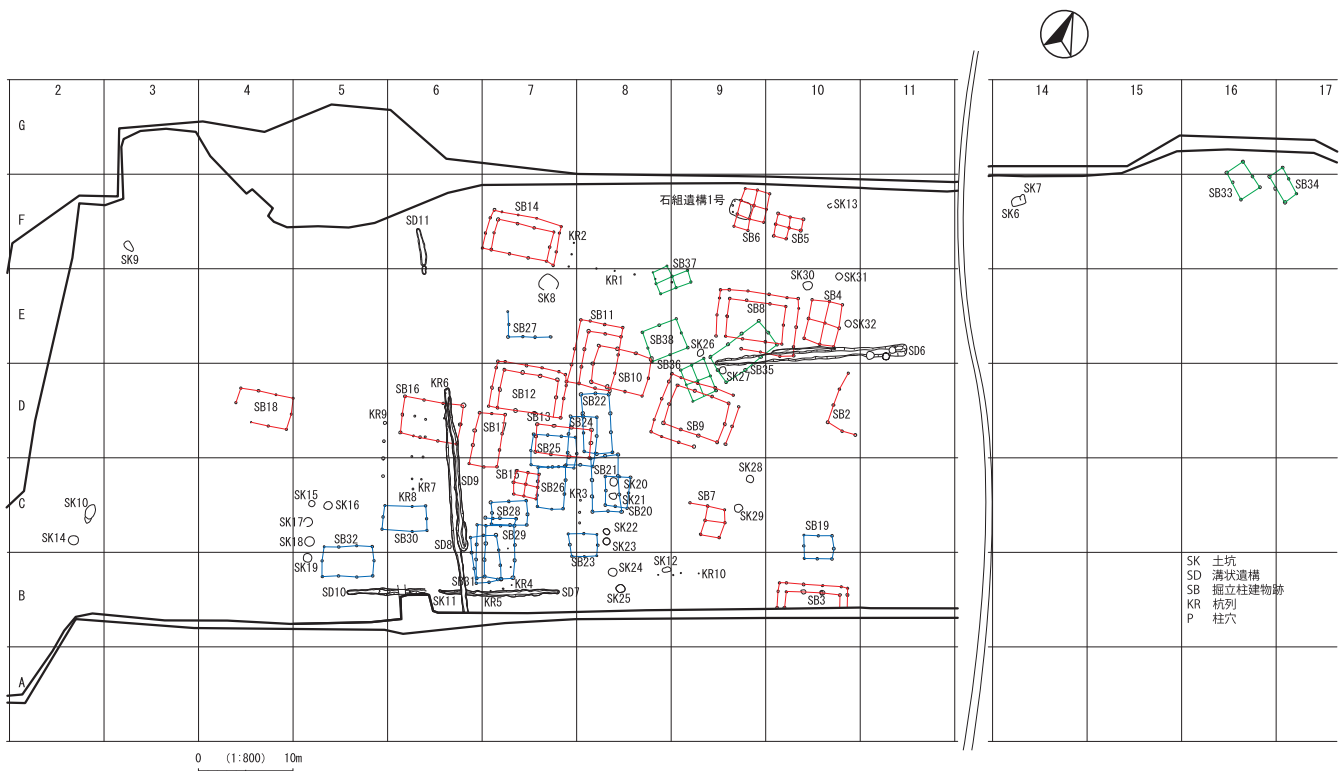 2 3 4 5 6 7 8 9 10 11 14 15 16 17
G
SK7
SK6
SB33
SB34
石組遺構1号
SK13
SB14
F
SD11
KR2
SB6
SB5
SK9
SB37
KR1
SK30
SK31
SK8
SB4
E
SB11
SB8
SK32
SB27
SB38
SK26
SD6
SB36
SB35
SB10
SK27
SB16
KR6
SB12
D
SB18
SB22
SB2
KR9
SB17
SB13
SB24
SB9
SB25
SB21
SB15
SK28
SD9
SK20
C
SK10
SK15
SK16
KR7
KR8
SB26
KR3
SK21
SB7
SK29
SB20
SB28
SK17
SK14
SK18
SB30
SB29
SK22
SB19
SB32
SD8
SK23
SK19
SB23
SK12
SK24
KR10
SB31
KR4
B
SD10
SK11
KR5
SD7
SK25
SB3
SK 土坑
SD 溝状遺構
SB 掘立柱建物跡
KR 杭列
P 柱穴
A
0 (1:800) 10m